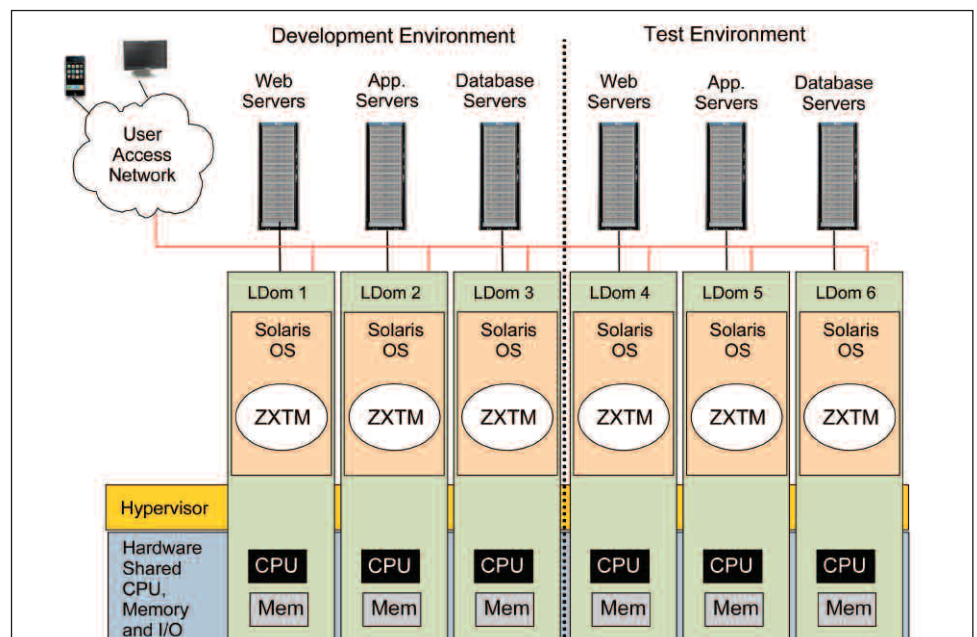 Development Environment
Test Environment
Web
Servers
App.
Servers
Database
Servers
Web
Servers
App.
Servers
Database
Servers
User
Access
Network
LDom 1
LDom 2
LDom 3
LDom 4
LDom 5
LDom 6
Solaris
OS
Solaris
OS
Solaris
OS
Solaris
OS
Solaris
OS
Solaris
OS
ZXTM
ZXTM
ZXTM
ZXTM
ZXTM
ZXTM
Hypervisor
Hardware
Shared
CPU,
Memory
and I/O
CPU
CPU
CPU
CPU
CPU
CPU
Mem
Mem
Mem
Mem
Mem
Mem